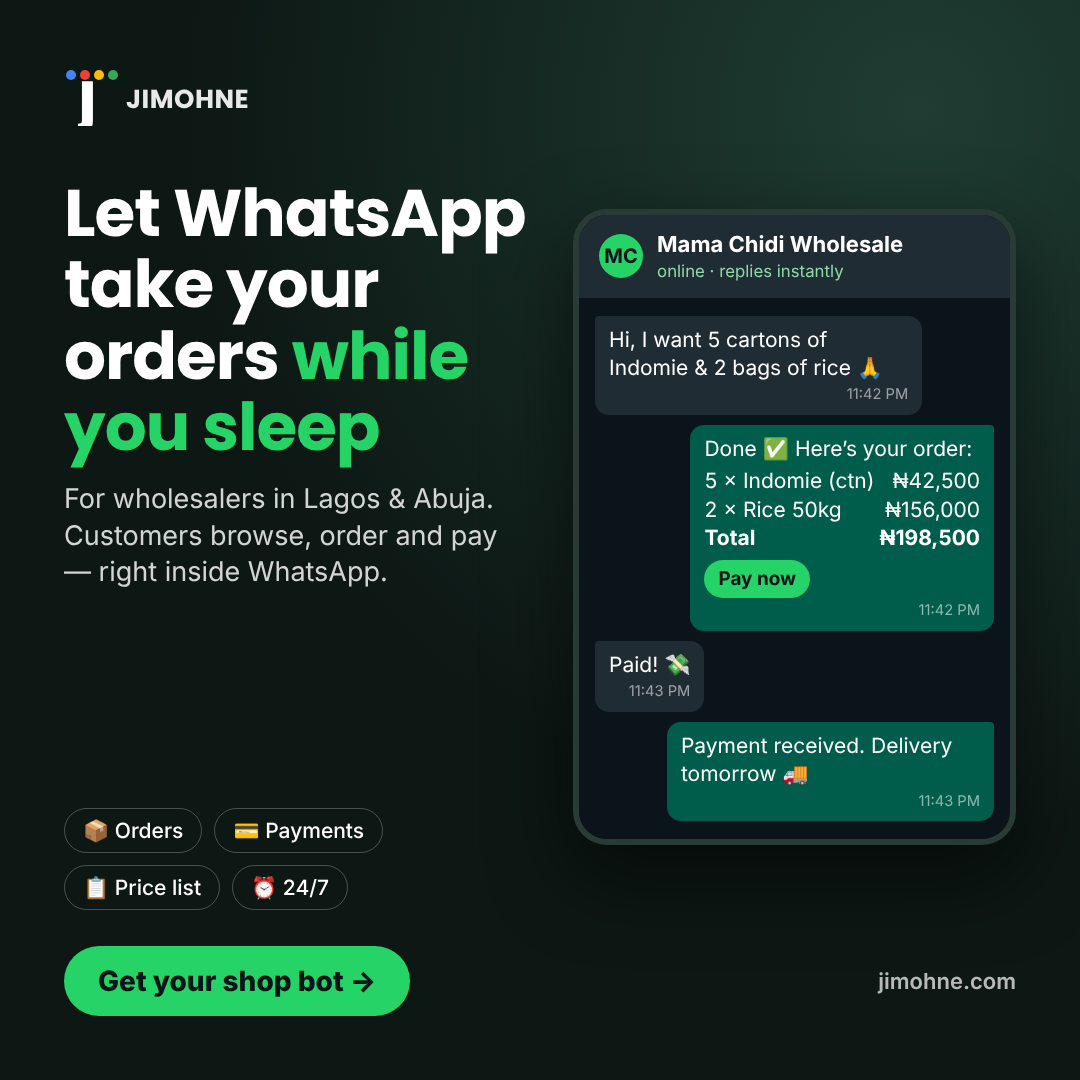 JIMOHNE
Let WhatsApp
take your
orders while
you sleep
For wholesalers in Lagos & Abuja.
Customers browse, order and pay
— right inside WhatsApp.
📦 Orders
💳 Payments
📋 Price list
⏰ 24/7
Get your shop bot →
MC
Mama Chidi Wholesale
online · replies instantly
Hi, I want 5 cartons of
Indomie & 2 bags of rice 🙏
11:42 PM
Done ✅ Here’s your order:
5 × Indomie (ctn) ₦42,500
2 × Rice 50kg ₦156,000
Total ₦198,500
Pay now
11:42 PM
Paid! 💸
11:43 PM
Payment received. Delivery
tomorrow 🚚
11:43 PM
jimohne.com